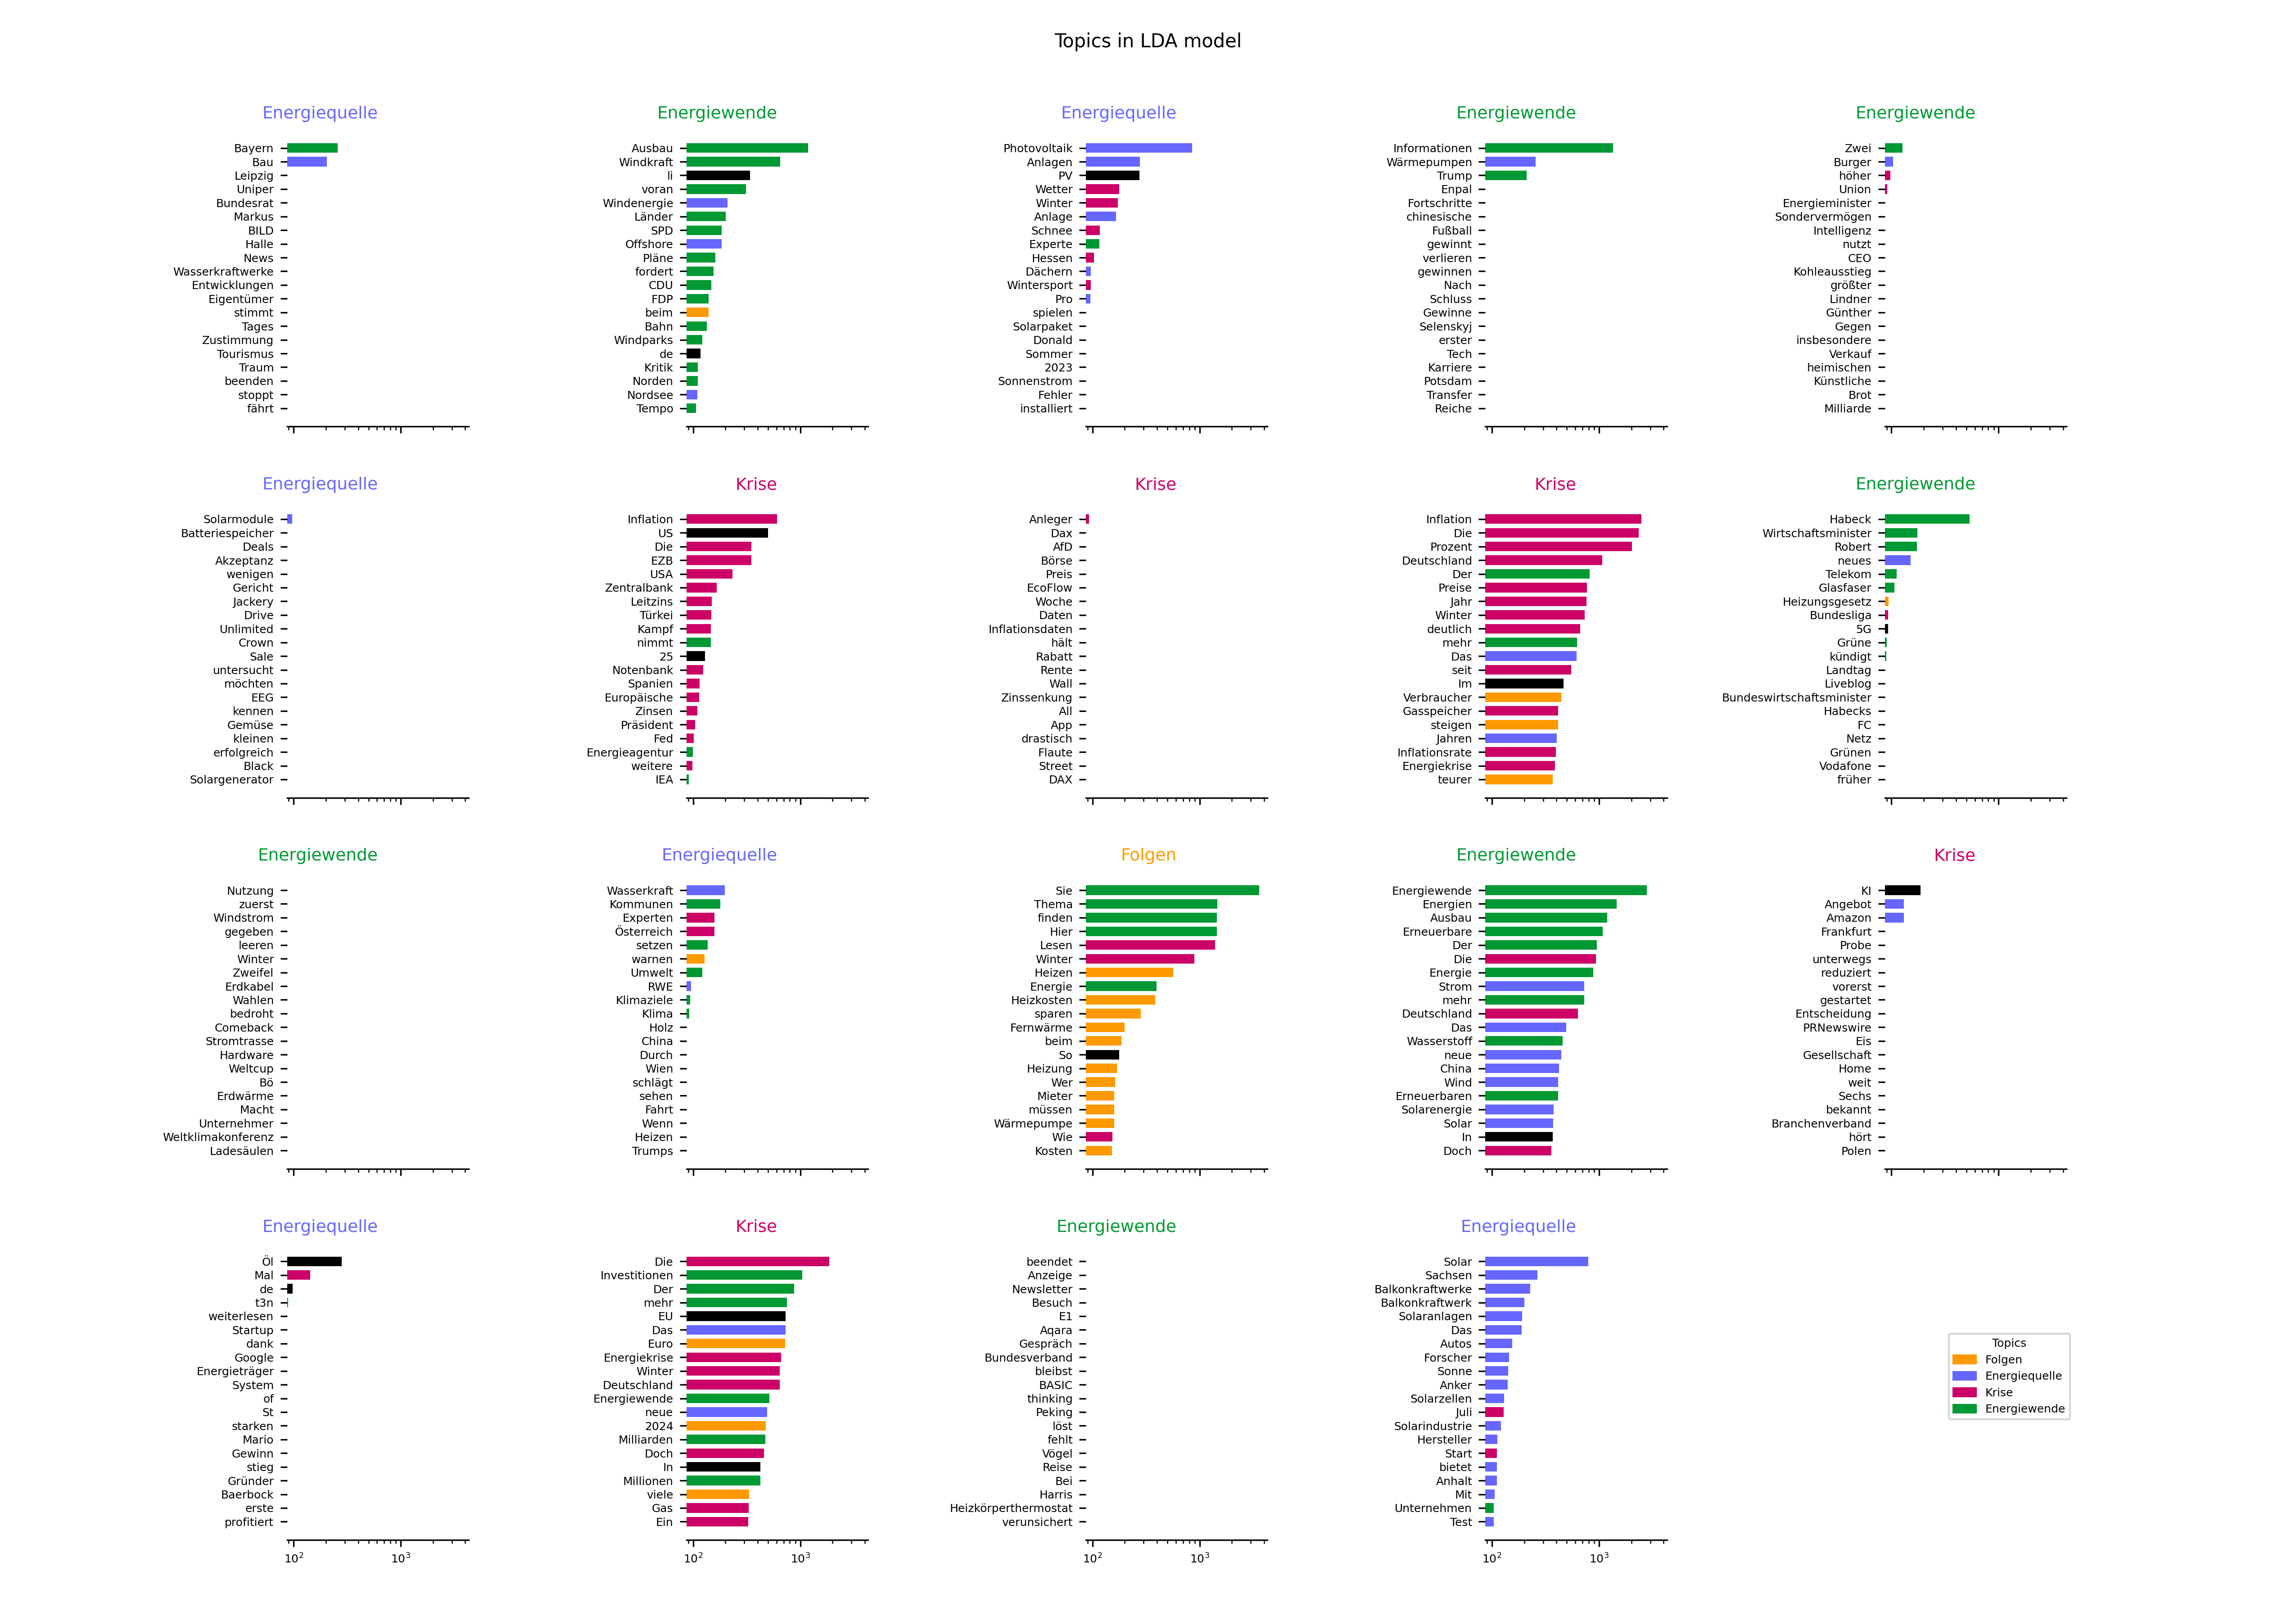 Topics in LDA model
Energiequelle
Bayern
Bau
Leipzig
Uniper
Bundesrat
Markus
BILD
Halle
News
Wasserkraftwerke
Entwicklungen
Eigentümer
stimmt
Tages
Zustimmung
Tourismus
Traum
beenden
stoppt
fährt
Energiewende
Ausbau
Windkraft
li
voran
Windenergie
Länder
SPD
Offshore
Pläne
fordert
CDU
FDP
beim
Bahn
Windparks
de
Kritik
Norden
Nordsee
Tempo
Energiequelle
Photovoltaik
Anlagen
PV
Wetter
Winter
Anlage
Schnee
Experte
Hessen
Dächern
Wintersport
Pro
spielen
Solarpaket
Donald
Sommer
2023
Sonnenstrom
Fehler
installiert
Energiewende
Informationen
Wärmepumpen
Trump
Enpal
Fortschritte
chinesische
Fußball
gewinnt
verlieren
gewinnen
Nach
Schluss
Gewinne
Selenskyj
erster
Tech
Karriere
Potsdam
Transfer
Reiche
Energiewende
Zwei
Burger
höher
Union
Energieminister
Sondervermögen
Intelligenz
nutzt
CEO
Kohleausstieg
größter
Lindner
Günther
Gegen
insbesondere
Verkauf
heimischen
Künstliche
Brot
Milliarde
Energiequelle
Solarmodule
Batteriespeicher
Deals
Akzeptanz
wenigen
Gericht
Jackery
Drive
Unlimited
Crown
Sale
untersucht
möchten
EEG
kennen
Gemüse
kleinen
erfolgreich
Black
Solargenerator
Krise
Inflation
US
Die
EZB
USA
Zentralbank
Leitzins
Türkei
Kampf
nimmt
25
Notenbank
Spanien
Europäische
Zinsen
Präsident
Fed
Energieagentur
weitere
IEA
Krise
Anleger
Dax
AfD
Börse
Preis
EcoFlow
Woche
Daten
Inflationsdaten
hält
Rabatt
Rente
Wall
Zinssenkung
All
App
drastisch
Flaute
Street
DAX
Krise
Inflation
Die
Prozent
Deutschland
Der
Preise
Jahr
Winter
deutlich
mehr
Das
seit
Im
Verbraucher
Gasspeicher
steigen
Jahren
Inflationsrate
Energiekrise
teurer
Energiewende
Habeck
Wirtschaftsminister
Robert
neues
Telekom
Glasfaser
Heizungsgesetz
Bundesliga
5G
Grüne
kündigt
Landtag
Liveblog
Bundeswirtschaftsminister
Habecks
FC
Netz
Grünen
Vodafone
früher
Energiewende
Nutzung
zuerst
Windstrom
gegeben
leeren
Winter
Zweifel
Erdkabel
Wahlen
bedroht
Comeback
Stromtrasse
Hardware
Weltcup
Bö
Erdwärme
Macht
Unternehmer
Weltklimakonferenz
Ladesäulen
Energiequelle
Wasserkraft
Kommunen
Experten
Österreich
setzen
warnen
Umwelt
RWE
Klimaziele
Klima
Holz
China
Durch
Wien
schlägt
sehen
Fahrt
Wenn
Heizen
Trumps
Folgen
Sie
Thema
finden
Hier
Lesen
Winter
Heizen
Energie
Heizkosten
sparen
Fernwärme
beim
So
Heizung
Wer
Mieter
müssen
Wärmepumpe
Wie
Kosten
Energiewende
Energiewende
Energien
Ausbau
Erneuerbare
Der
Die
Energie
Strom
mehr
Deutschland
Das
Wasserstoff
neue
China
Wind
Erneuerbaren
Solarenergie
Solar
In
Doch
Krise
KI
Angebot
Amazon
Frankfurt
Probe
unterwegs
reduziert
vorerst
gestartet
Entscheidung
PRNewswire
Eis
Gesellschaft
Home
weit
Sechs
bekannt
Branchenverband
hört
Polen
Energiequelle
Öl
Mal
de
t3n
weiterlesen
Startup
dank
Google
Energieträger
System
of
St
starken
Mario
Gewinn
stieg
Gründer
Baerbock
erste
profitiert
10² 10³
Krise
Die
Investitionen
Der
mehr
EU
Das
Euro
Energiekrise
Winter
Deutschland
Energiewende
neue
2024
Milliarden
Doch
In
Millionen
viele
Gas
Ein
10² 10³
Energiewende
beendet
Anzeige
Newsletter
Besuch
E1
Aqara
Gespräch
Bundesverband
bleibst
BASIC
thinking
Peking
löst
fehlt
Vögel
Reise
Bei
Harris
Heizkörperthermostat
verunsichert
10² 10³
Energiequelle
Solar
Sachsen
Balkonkraftwerke
Balkonkraftwerk
Solaranlagen
Das
Autos
Forscher
Sonne
Anker
Solarzellen
Juli
Solarindustrie
Hersteller
Start
bietet
Anhalt
Mit
Unternehmen
Test
10² 10³
Topics
Folgen
Energiequelle
Krise
Energiewende